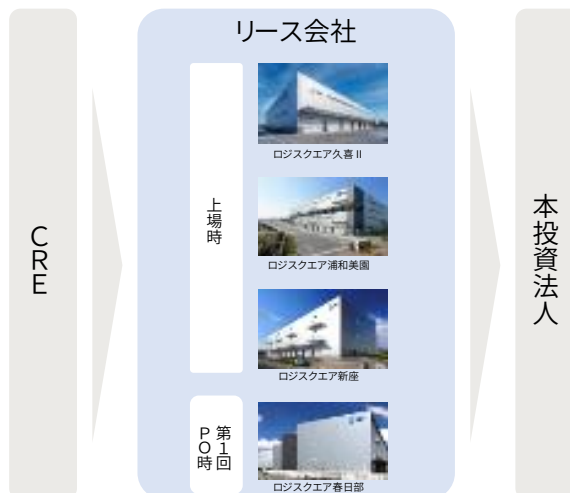 リース会社
CRE
上場時
ロジスクエア久喜Ⅱ
ロジスクエア浦和美園
ロジスクエア新座
第1回
PO時
ロジスクエア春日部
本投資法人